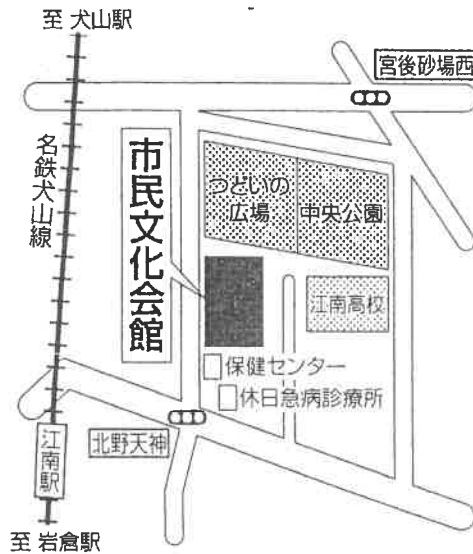 至 犬山駅
宮後砂場西
名鉄犬山線
市民文化会館
つどいの
広場
中央公園
江南高校
保健センター
休日急病診療所
北野天神
江南駅
至 岩倉駅